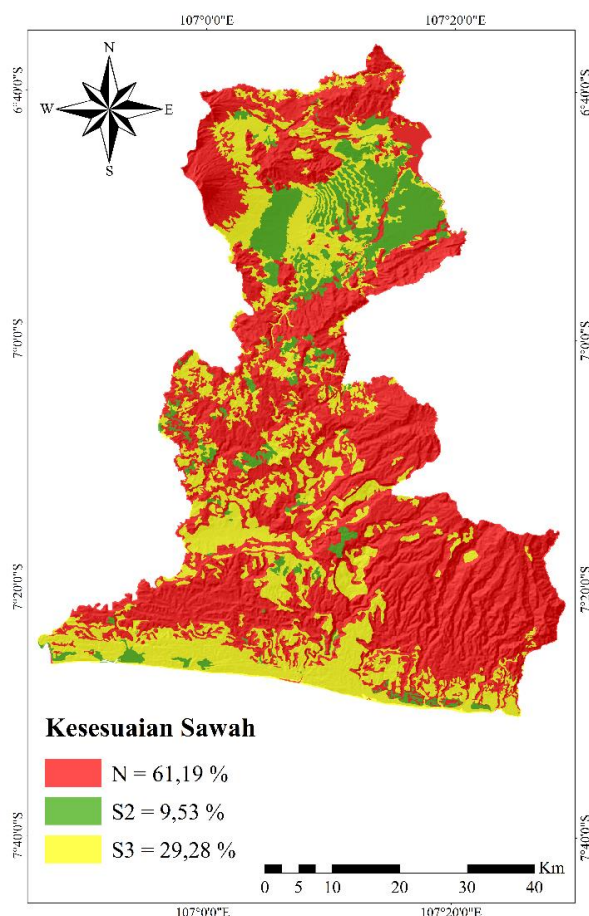 107°0'0"E 107°20'0"E
N
W E
S
6°40'0"S 6°40'0"S
7°0'0"S 7°0'0"S
7°20'0"S 7°20'0"S
7°40'0"S 7°40'0"S
Kesesuaian Sawah
N = 61,19 %
S2 = 9,53 %
S3 = 29,28 %
Km
0 5 10 20 30 40
107°0'0"E 107°20'0"E